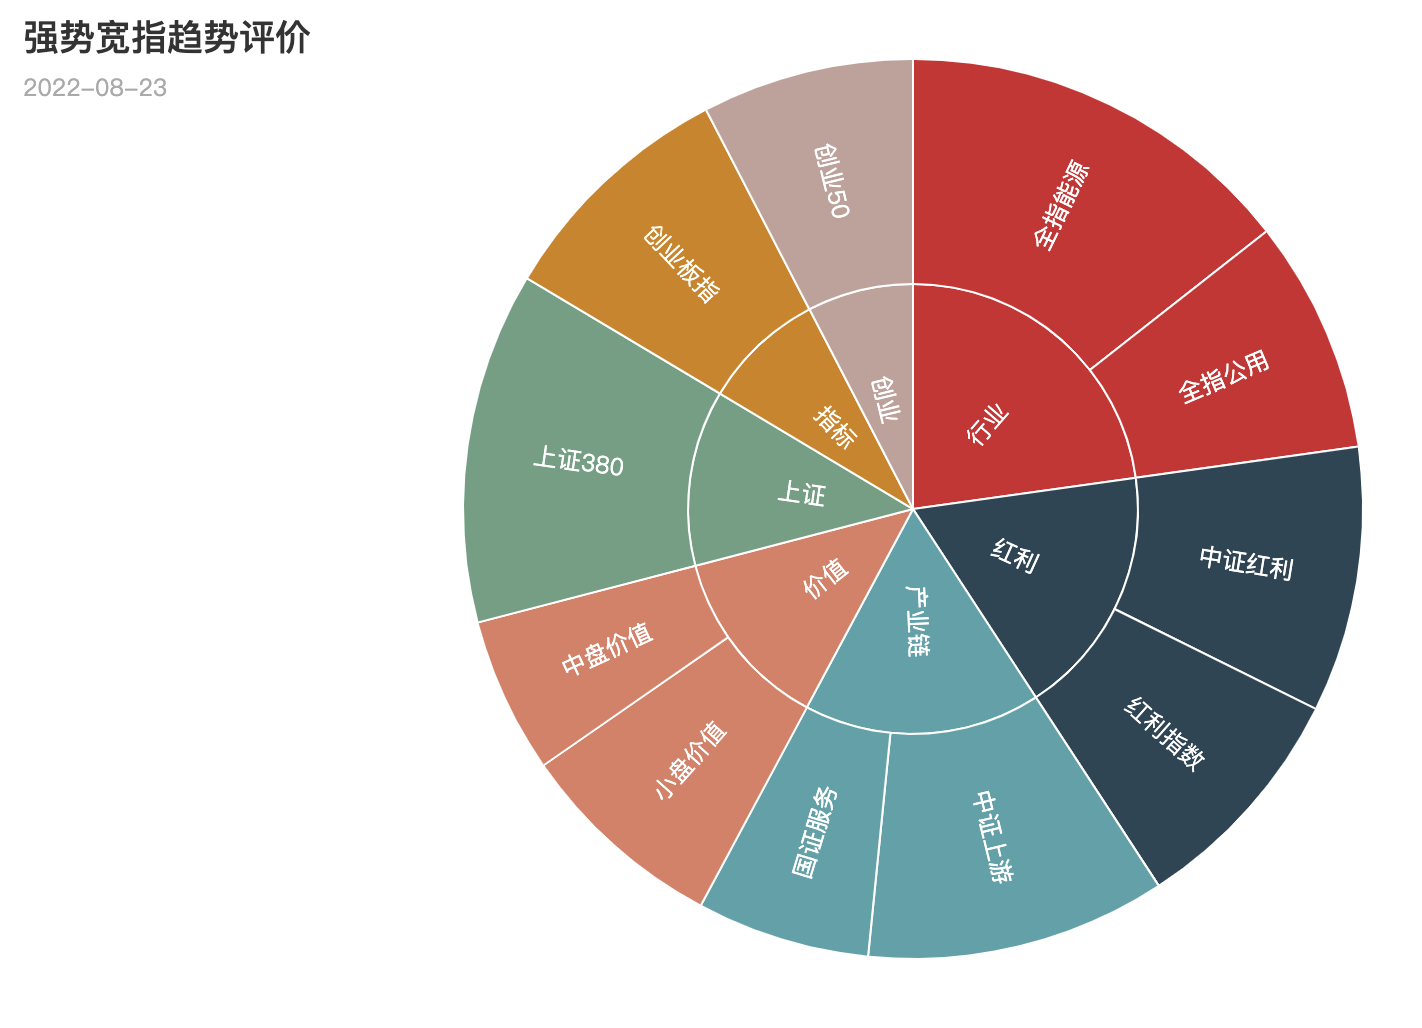 强势宽指趋势评价
2022-08-23
行业
全指能源
全指公用
红利
中证红利
红利指数
产业链
中证上游
国证服务
价值
小盘价值
中盘价值
上证
上证380
指标
创业板指
创业
创业50